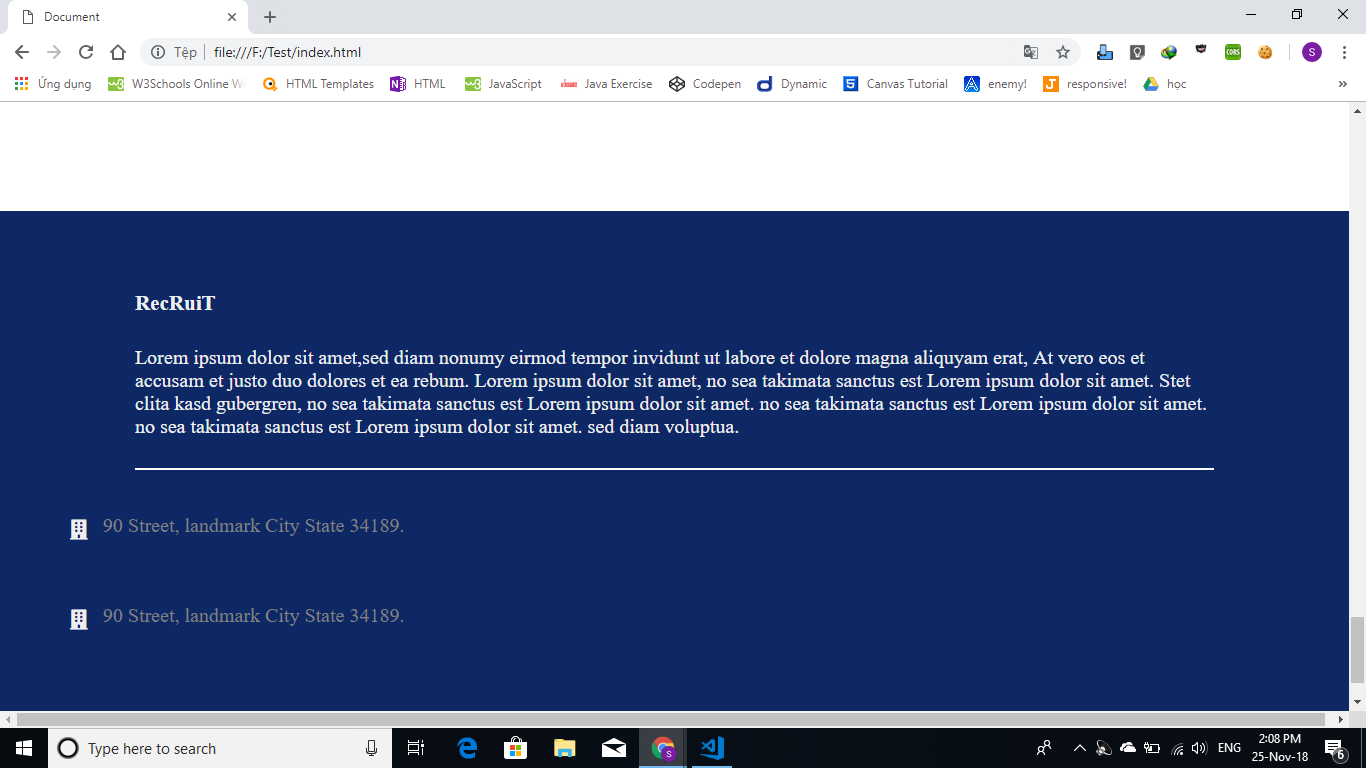 Document
Tệp file:///F:/Test/index.html
CORS
S
Ứng dụng W3Schools Online W HTML Templates HTML JavaScript Java Exercise Codepen Dynamic Canvas Tutorial enemy! responsive! học »
RecRuiT
Lorem ipsum dolor sit amet,sed diam nonumy eirmod tempor invidunt ut labore et dolore magna aliquyam erat, At vero eos et
accusam et justo duo dolores et ea rebum. Lorem ipsum dolor sit amet, no sea takimata sanctus est Lorem ipsum dolor sit amet. Stet
clita kasd gubergren, no sea takimata sanctus est Lorem ipsum dolor sit amet. no sea takimata sanctus est Lorem ipsum dolor sit amet.
no sea takimata sanctus est Lorem ipsum dolor sit amet. sed diam voluptua.
90 Street, landmark City State 34189.
90 Street, landmark City State 34189.
Type here to search
ENG
2:08 PM
25-Nov-18
6